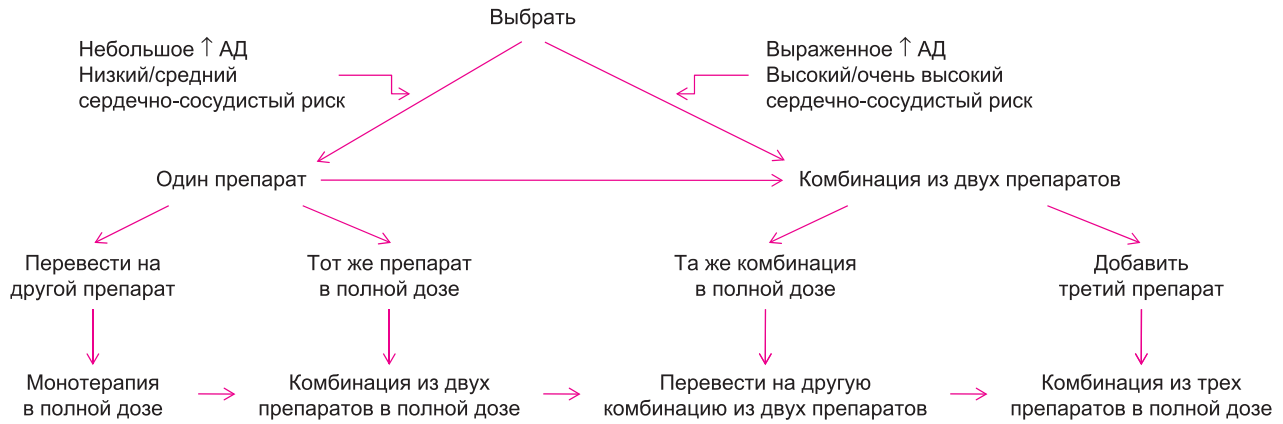 Выбрать
Небольшое ↑ АД
Низкий/средний
сердечно-сосудистый риск
Выраженное ↑ АД
Высокий/очень высокий
сердечно-сосудистый риск
Один препарат
Комбинация из двух препаратов
Перевести на
другой препарат
Тот же препарат
в полной дозе
Та же комбинация
в полной дозе
Добавить
третий препарат
Монотерапия
в полной дозе
Комбинация из двух
препаратов в полной дозе
Перевести на другую
комбинацию из двух препаратов
Комбинация из трех
препаратов в полной дозе